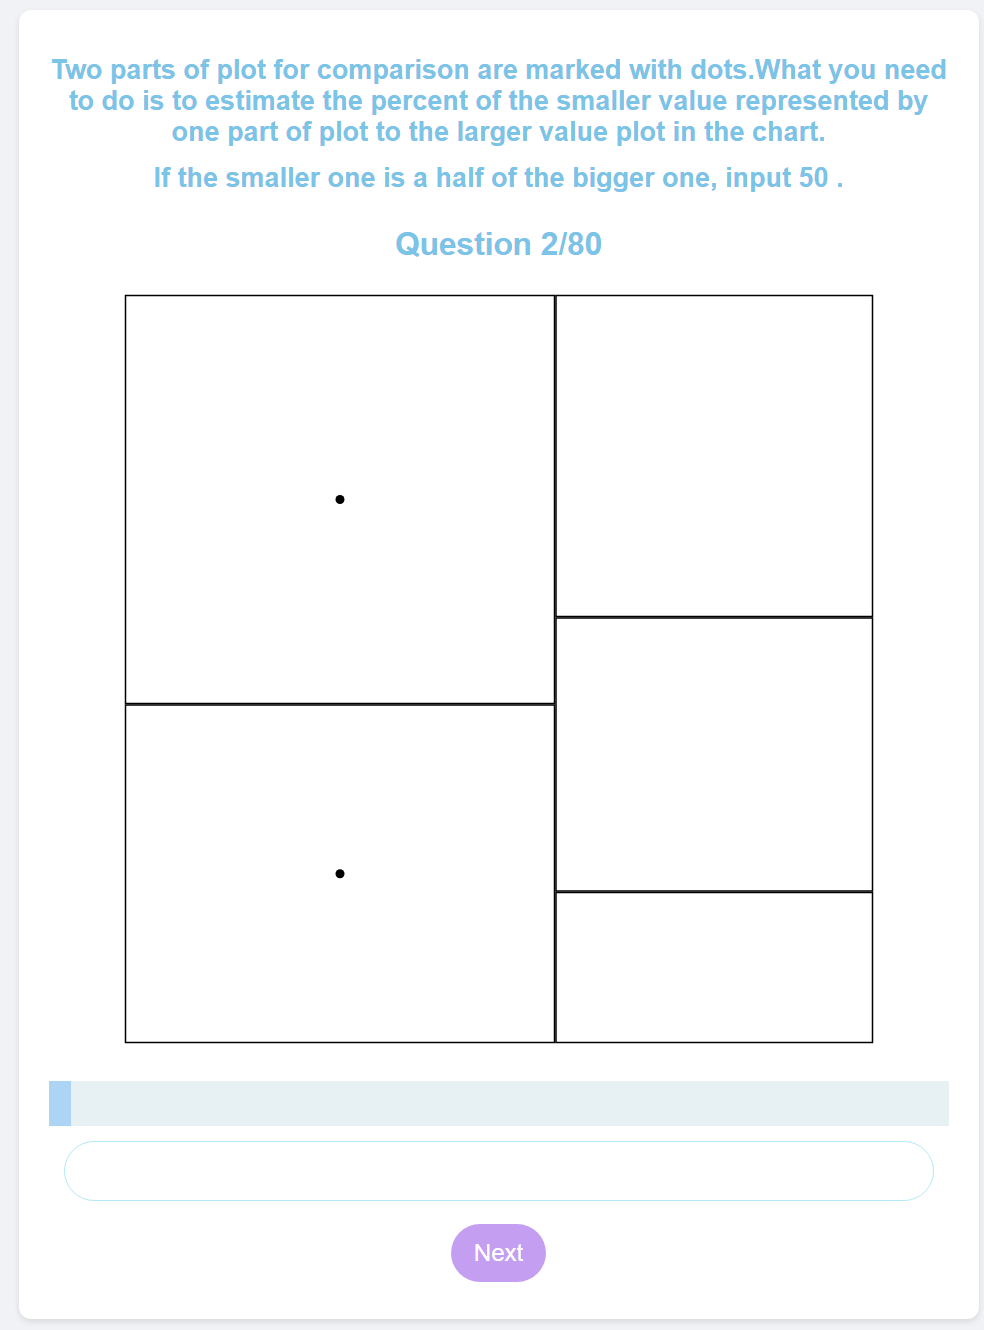 Two parts of plot for comparison are marked with dots.What you need
to do is to estimate the percent of the smaller value represented by
one part of plot to the larger value plot in the chart.
If the smaller one is a half of the bigger one, input 50 .
Question 2/80
Next